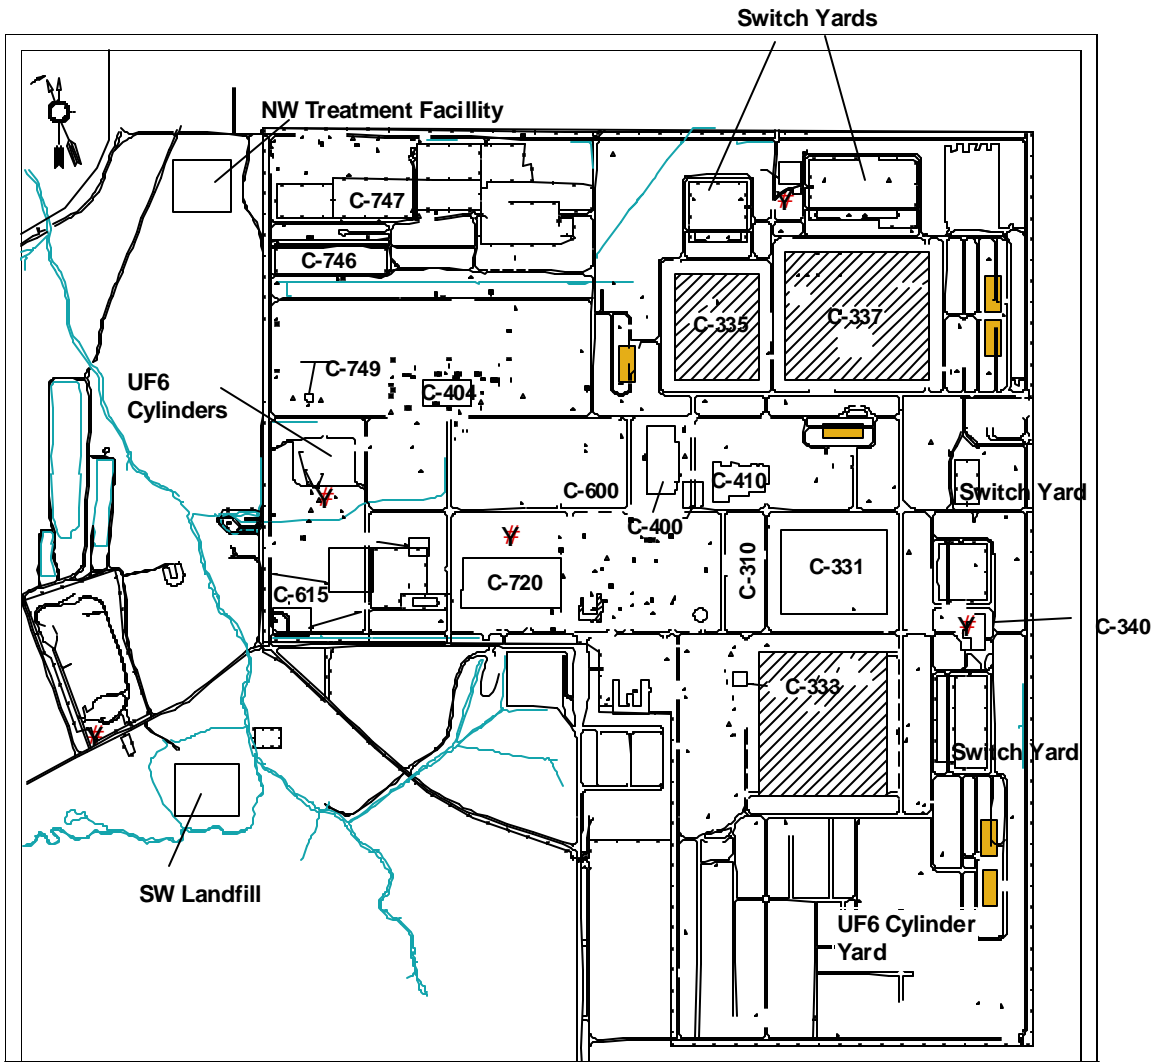 Switch Yards
NW Treatment Facillity
C-747
C-746
C-335
C-337
C-749
UF6
Cylinders
C-404
C-410
C-600
Switch Yard
C-400
C-310
C-331
C-720
C-615
C-340
C-333
Switch Yard
SW Landfill
UF6 Cylinder
Yard